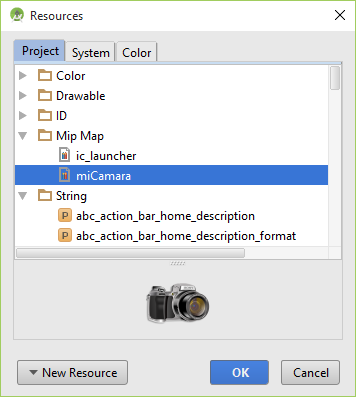 Resources
Project System Color
Color
Drawable
ID
Mip Map
ic_launcher
miCamara
String
abc_action_bar_home_description
abc_action_bar_home_description_format
New Resource OK Cancel